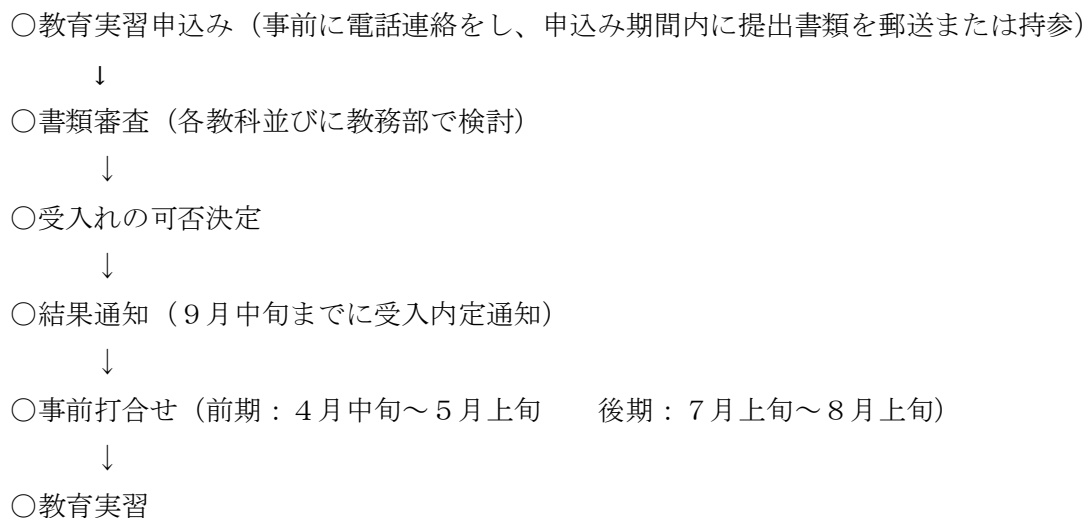 ○教育実習申込み（事前に電話連絡をし、申込み期間内に提出書類を郵送または持参）
↓
○書類審査（各教科並びに教務部で検討）
↓
○受入れの可否決定
↓
○結果通知（９月中旬までに受入内定通知）
↓
○事前打合せ（前期：４月中旬～５月上旬　　後期：７月上旬～８月上旬）
↓
○教育実習